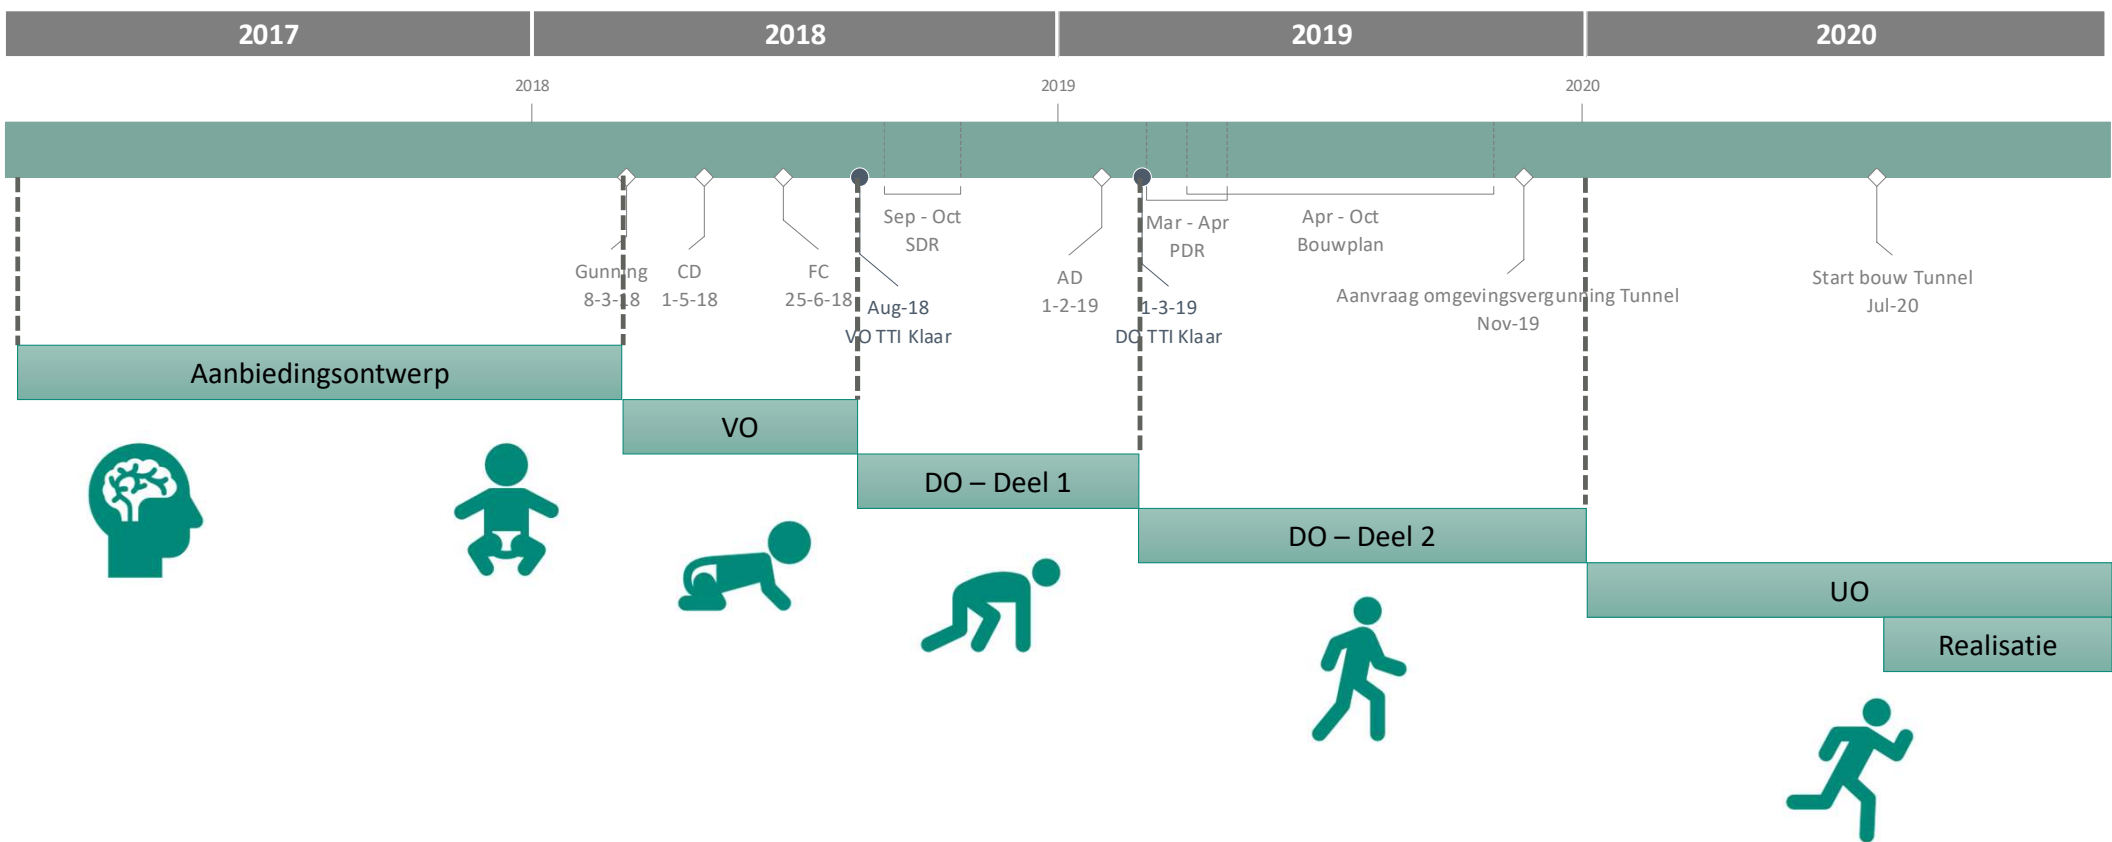 2017
2018
2019
2020
2018
2019
2020
Gunning
8-3-18
CD
1-5-18
FC
25-6-18
Aug-18
VO TTI Klaar
Sep - Oct
SDR
AD
1-2-19
1-3-19
DO TTI Klaar
Mar - Apr
PDR
Apr - Oct
Bouwplan
Aanvraag omgevingsvergunning Tunnel
Nov-19
Start bouw Tunnel
Jul-20
Aanbiedingsontwerp
VO
DO – Deel 1
DO – Deel 2
UO
Realisatie